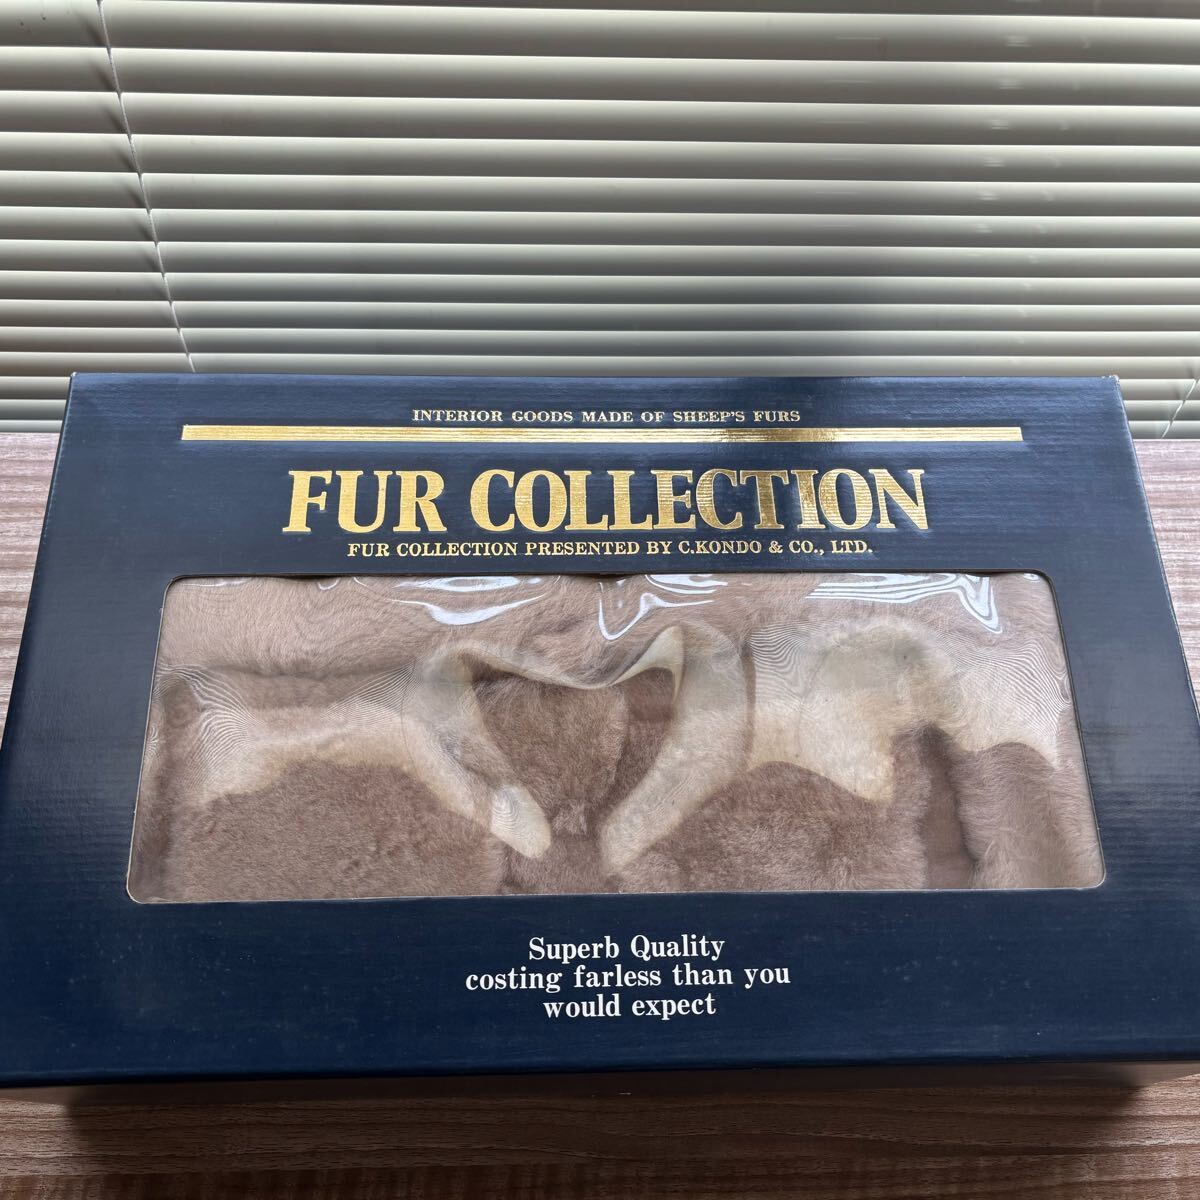 INTERIOR GOODS MADE OF SHEEP'S FURS
FUR COLLECTION
FUR COLLECTION PRESENTED BY C.KONDO & CO., LTD.
Superb Quality
costing farless than you
would expect